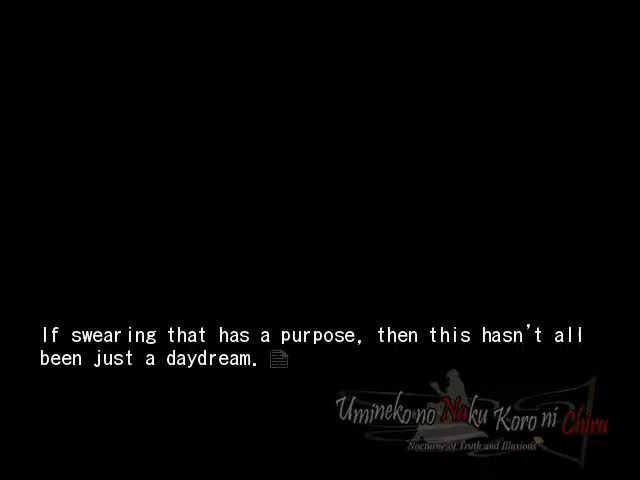 If swearing that has a purpose, then this hasn't all
been just a daydream.
Umineko no Naku Koro ni Chiru
Nocturne of Truth and Illusions